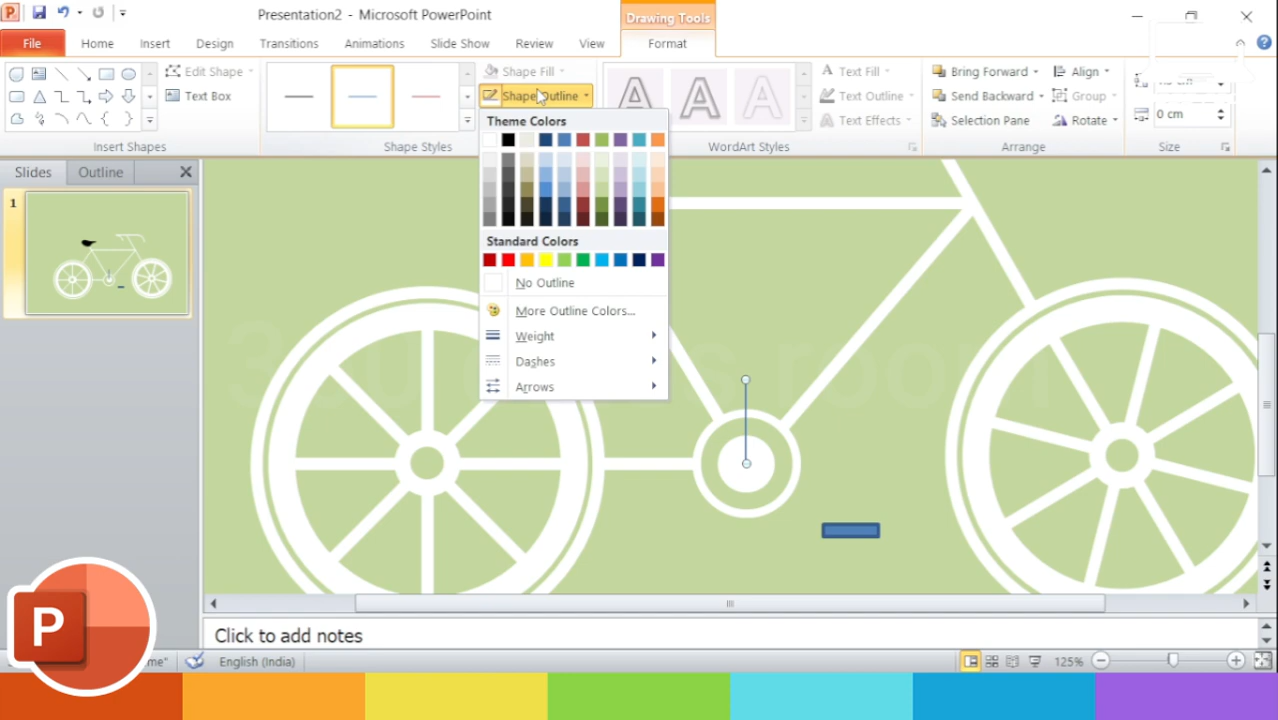 P
Presentation2 - Microsoft PowerPoint
Drawing Tools
File
Home
Insert
Design
Transitions
Animations
Slide Show
Review
View
Format
Edit Shape
Text Box
Insert Shapes
Shape Styles
Shape Fill
Shape Outline
A A A
Text Fill
Text Outline
Text Effects
WordArt Styles
Bring Forward
Send Backward
Selection Pane
Align
Group
Rotate
Arrange
0 cm
Size
Slides
Outline
1
Theme Colors
Standard Colors
No Outline
More Outline Colors...
Weight
Dashes
Arrows
Click to add notes
P
English (India)
125%